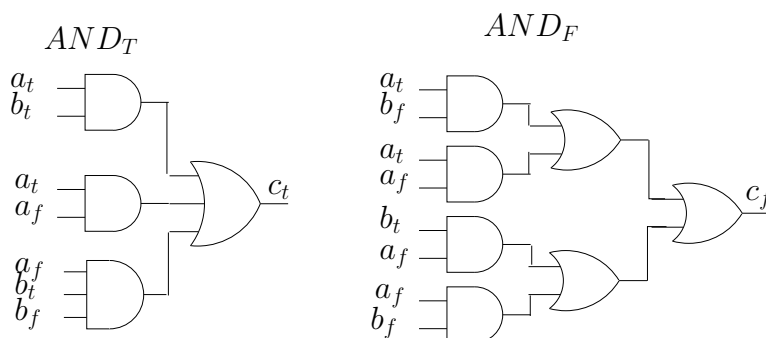 AND_T
a_t
b_t
a_t
a_f
a_f
b_t
b_f
c_t
AND_F
a_t
b_f
a_t
a_f
b_t
a_f
a_f
b_f
c_f